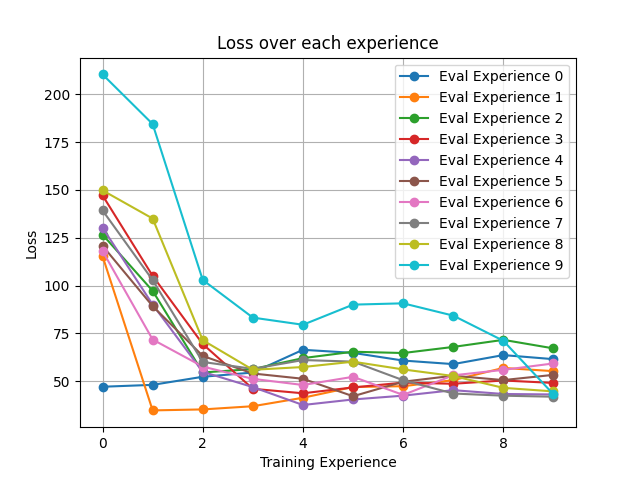 Loss over each experience
Loss
200
175
150
125
100
75
50
0
2
4
6
8
Training Experience
Eval Experience 0
Eval Experience 1
Eval Experience 2
Eval Experience 3
Eval Experience 4
Eval Experience 5
Eval Experience 6
Eval Experience 7
Eval Experience 8
Eval Experience 9